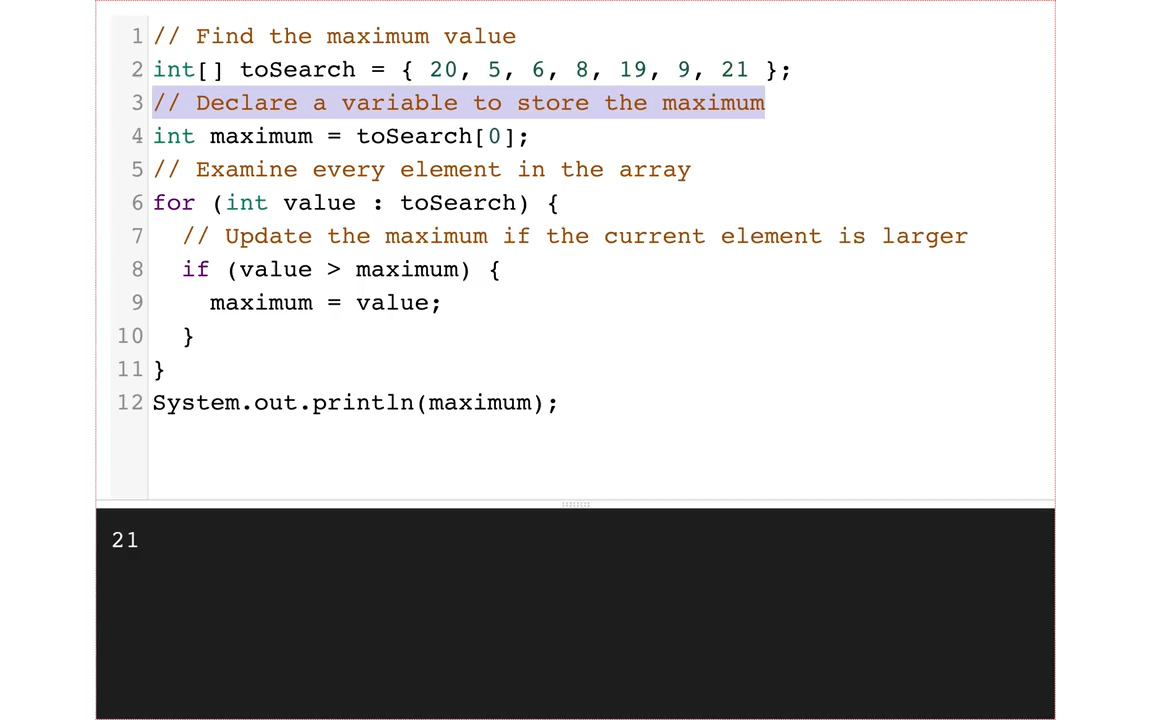 1 // Find the maximum value
2 int[] toSearch = { 20, 5, 6, 8, 19, 9, 21 };
3 // Declare a variable to store the maximum
4 int maximum = toSearch[0];
5 // Examine every element in the array
6 for (int value : toSearch) {
7   // Update the maximum if the current element is larger
8   if (value > maximum) {
9     maximum = value;
10   }
11 }
12 System.out.println(maximum);
21